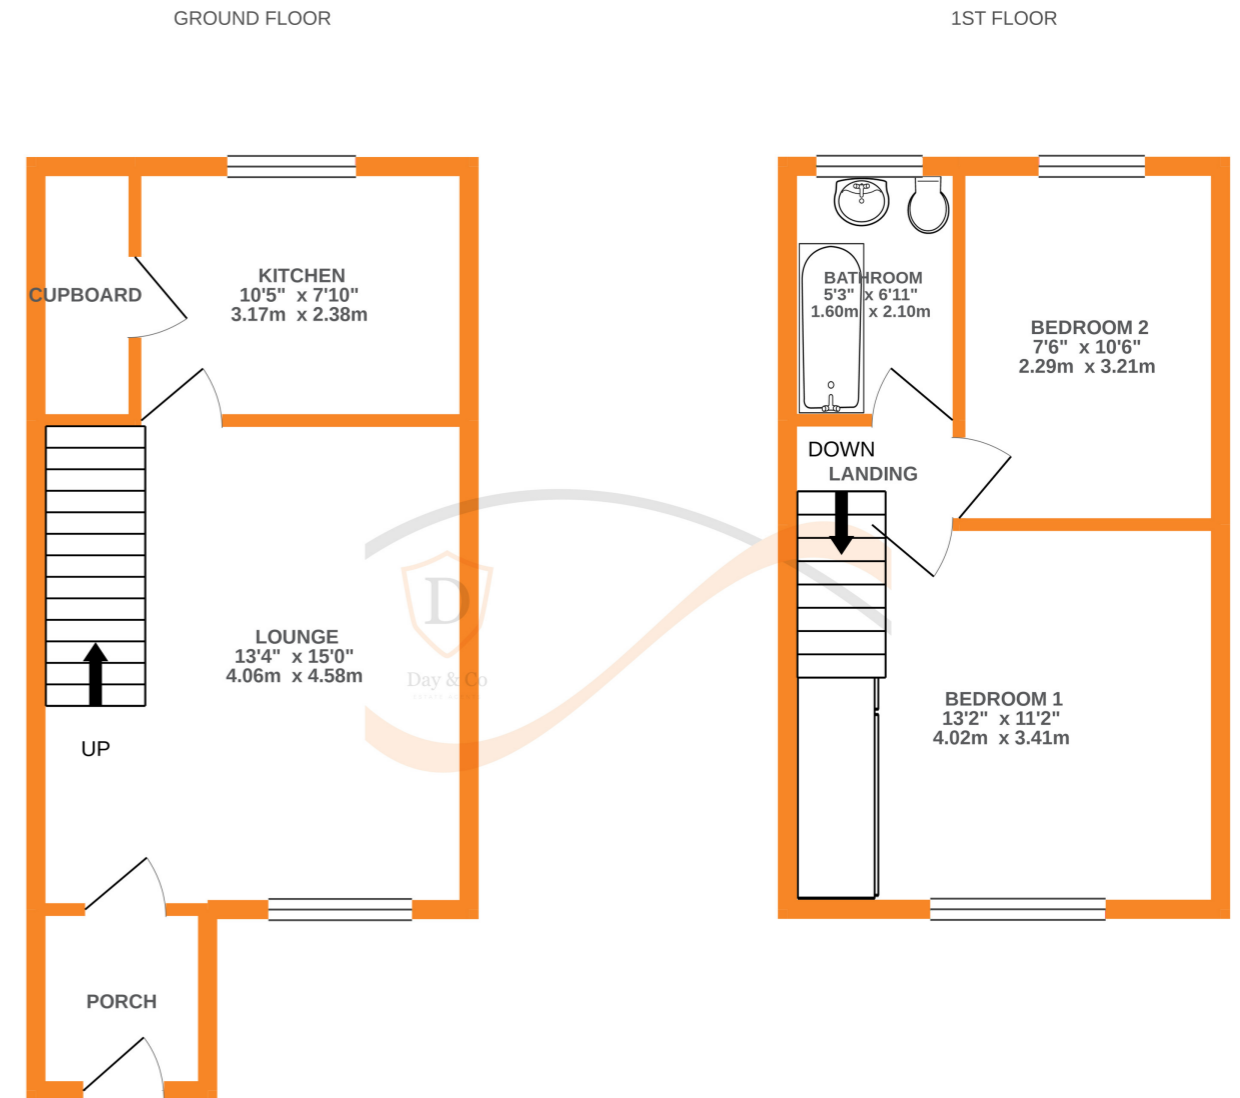 GROUND FLOOR
1ST FLOOR
CUPBOARD
KITCHEN
10'5" x 7'10"
3.17m x 2.38m
LOUNGE
13'4" x 15'0"
4.06m x 4.58m
UP
PORCH
BATHROOM
5'3" x 6'11"
1.60m x 2.10m
BEDROOM 2
7'6" x 10'6"
2.29m x 3.21m
DOWN
LANDING
BEDROOM 1
13'2" x 11'2"
4.02m x 3.41m
D
Day & Co